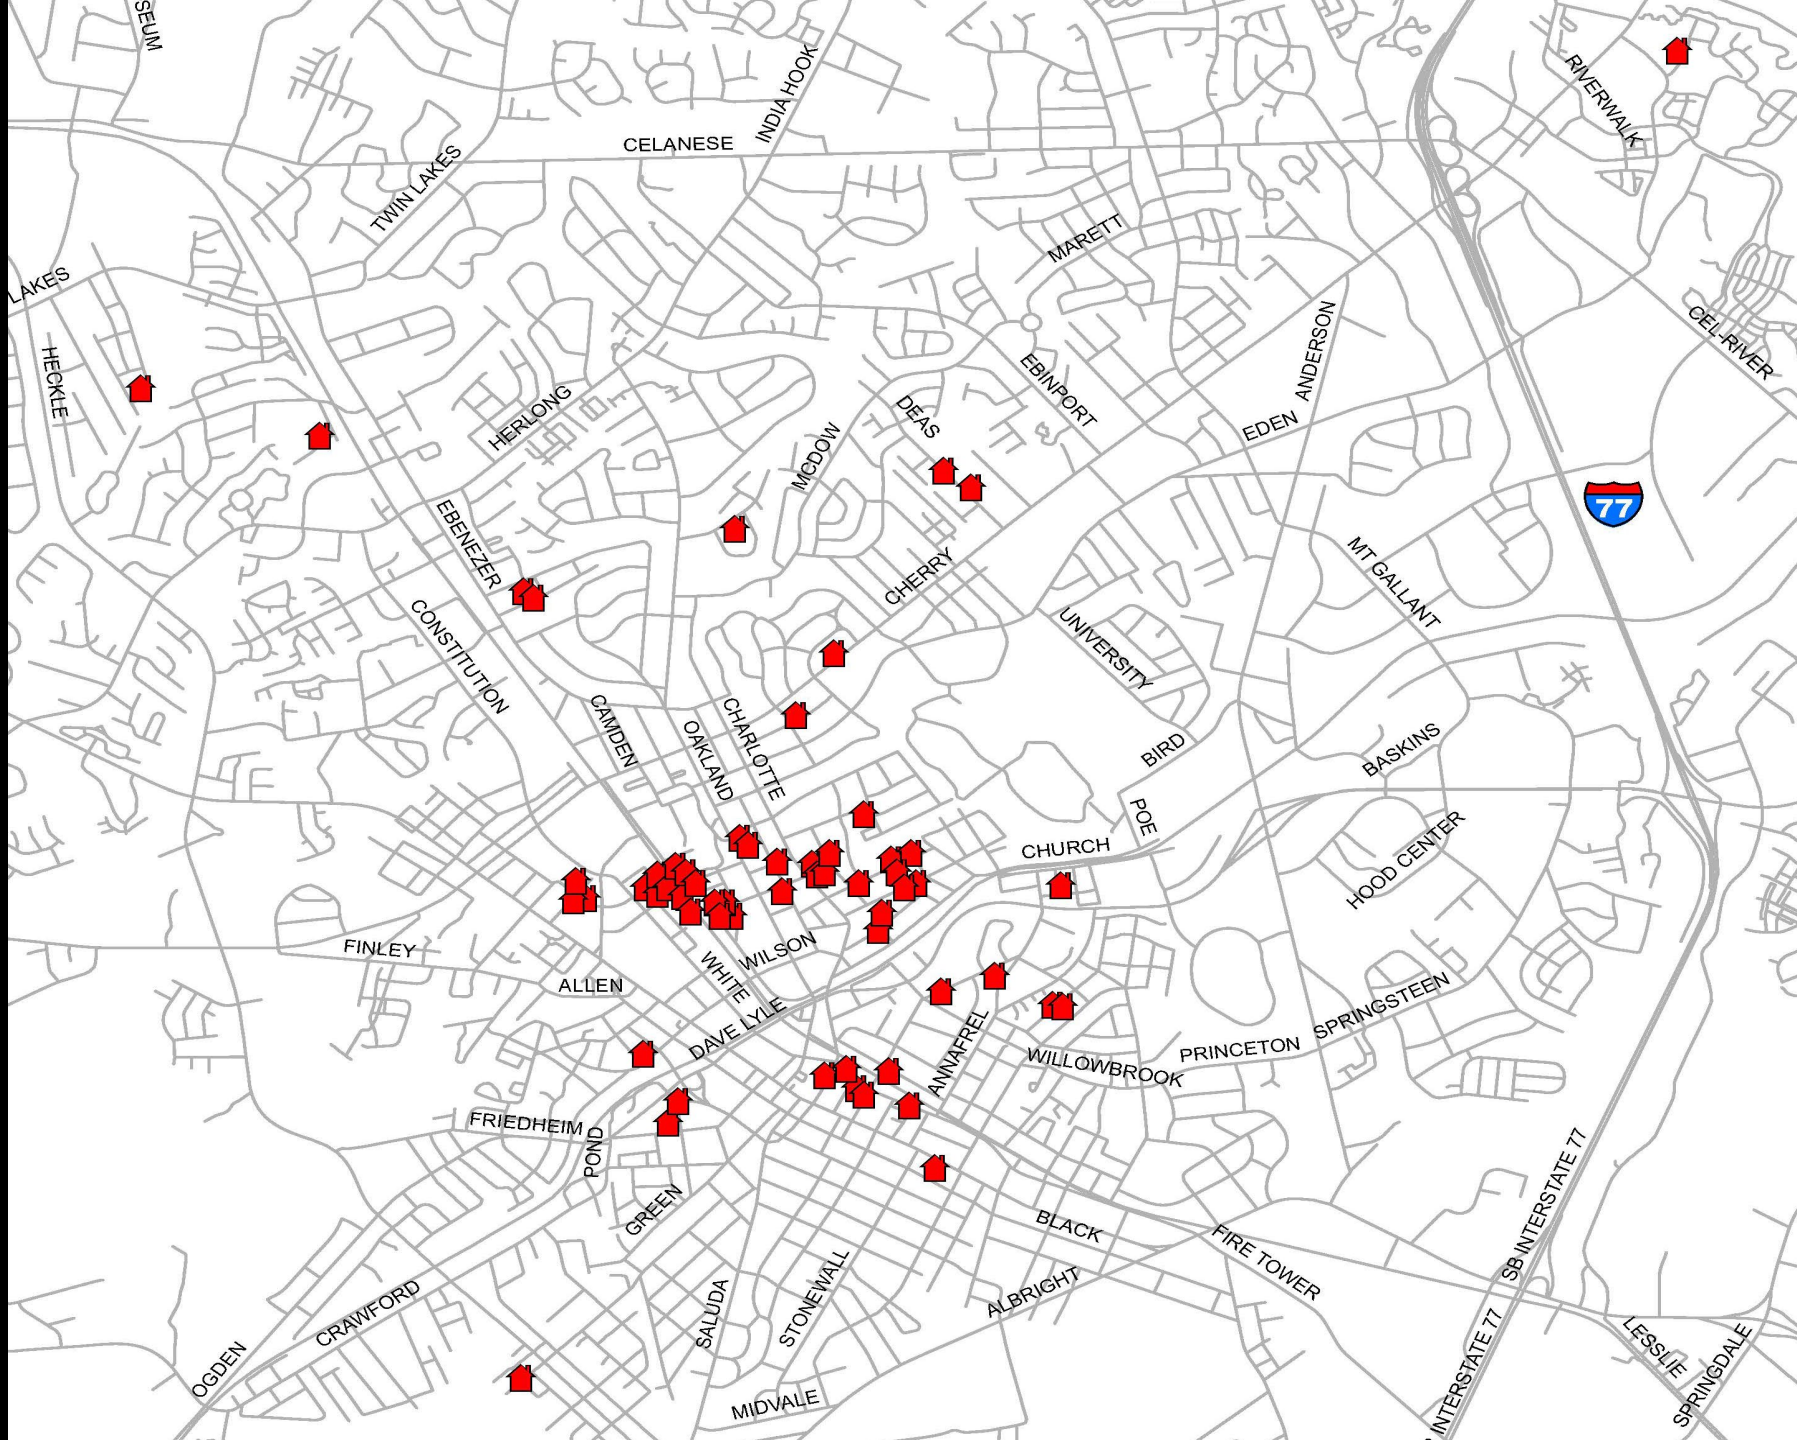 SEUM
INDIA HOOK
RIVERWALK
CELANESE
TWIN LAKES
MARETT
LAKES
CEL-RIVER
ANDERSON
HECKLE
EBINPORT
HERLONG
DEAS
EDEN
MCDOW
77
EBENEZER
CHERRY
MT GALLANT
CONSTITUTION
UNIVERSITY
CAMDEN
OAKLAND
CHARLOTTE
BIRD
BASKINS
POE
CHURCH
HOOD CENTER
FINLEY
WILSON
WHITE
ALLEN
DAVE LYLE
ANNAFREL
SPRINGSTEEN
PRINCETON
WILLOWBROOK
FRIEDHEIM
POND
GREEN
BLACK
SB INTERSTATE 77
FIRE TOWER
STONEWALL
ALBRIGHT
SALUDA
CRAWFORD
OGDEN
INTERSTATE 77
LESSLIE
SPRINGDALE
MIDVALE